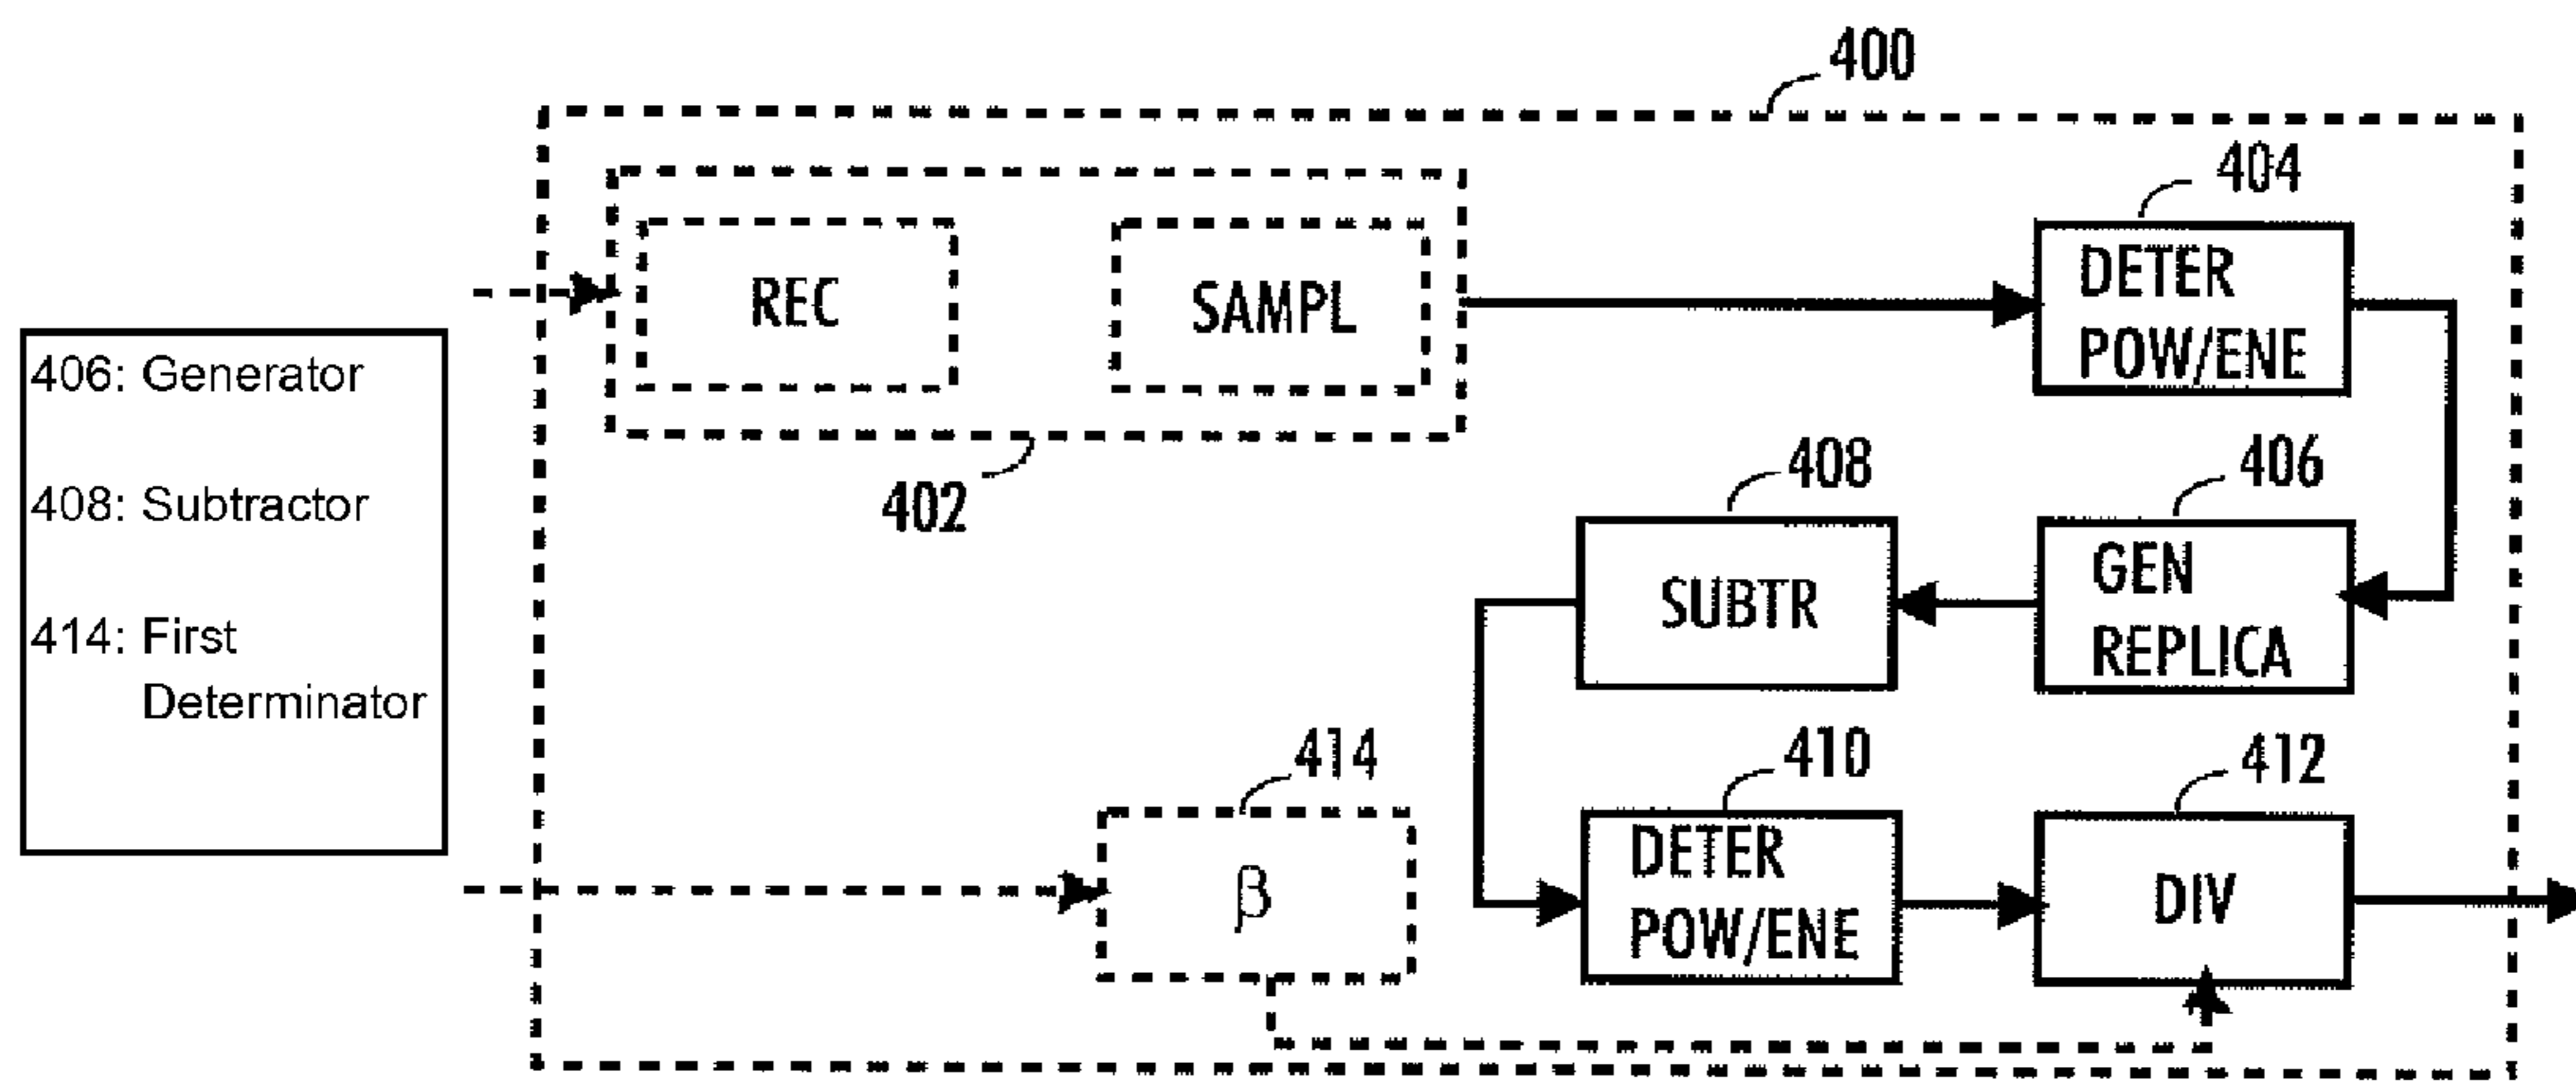 400
404
DETER
POW/ENE
REC
SAMPL
402
406: Generator
408: Subtractor
414: First
Determinator
408
SUBTR
406
GEN
REPLICA
414
β
410
DETER
POW/ENE
412
DIV